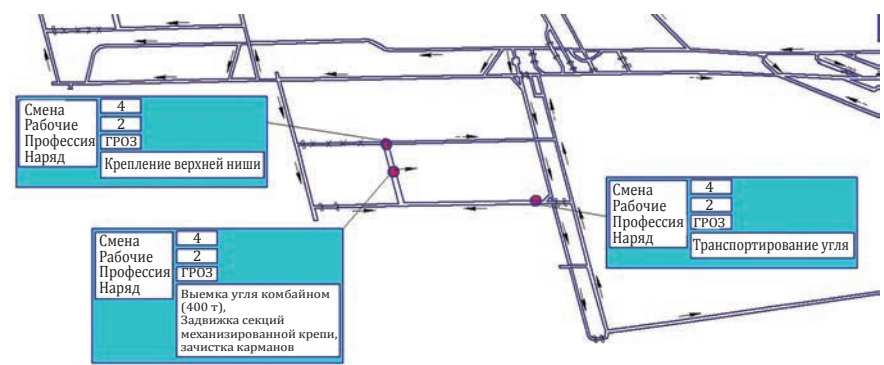 Смена 4
Рабочие 2
Профессия ГРОЗ
Наряд
Крепление верхней ниши
Смена 4
Рабочие 2
Профессия ГРОЗ
Наряд
Выемка угля комбайном
(400 т),
Задвижка секций
механизированной крепи,
зачистка карманов
Смена 4
Рабочие 2
Профессия ГРОЗ
Наряд
Транспортирование угля